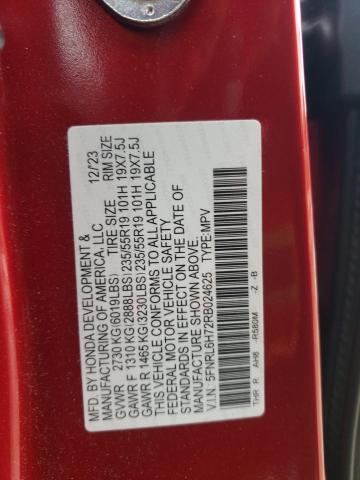 MFD. BY HONDA DEVELOPMENT &
MANUFACTURING OF AMERICA, LLC 12/23
GVWR 2730 KG(6019LBS) TIRE SIZE RIM SIZE
GAWR F 1310 KG(2888LBS)235/55R19 101H 19X7.5J
GAWR R 1465 KG(3230LBS)235/55R19 101H 19X7.5J
THIS VEHICLE CONFORMS TO ALL APPLICABLE
FEDERAL MOTOR VEHICLE SAFETY
STANDARDS IN EFFECT ON THE DATE OF
MANUFACTURE SHOWN ABOVE.
V.I.N: 5FNRL6H72RB024625 TYPE:MPV
THR R AH8 -R580M -Z -B